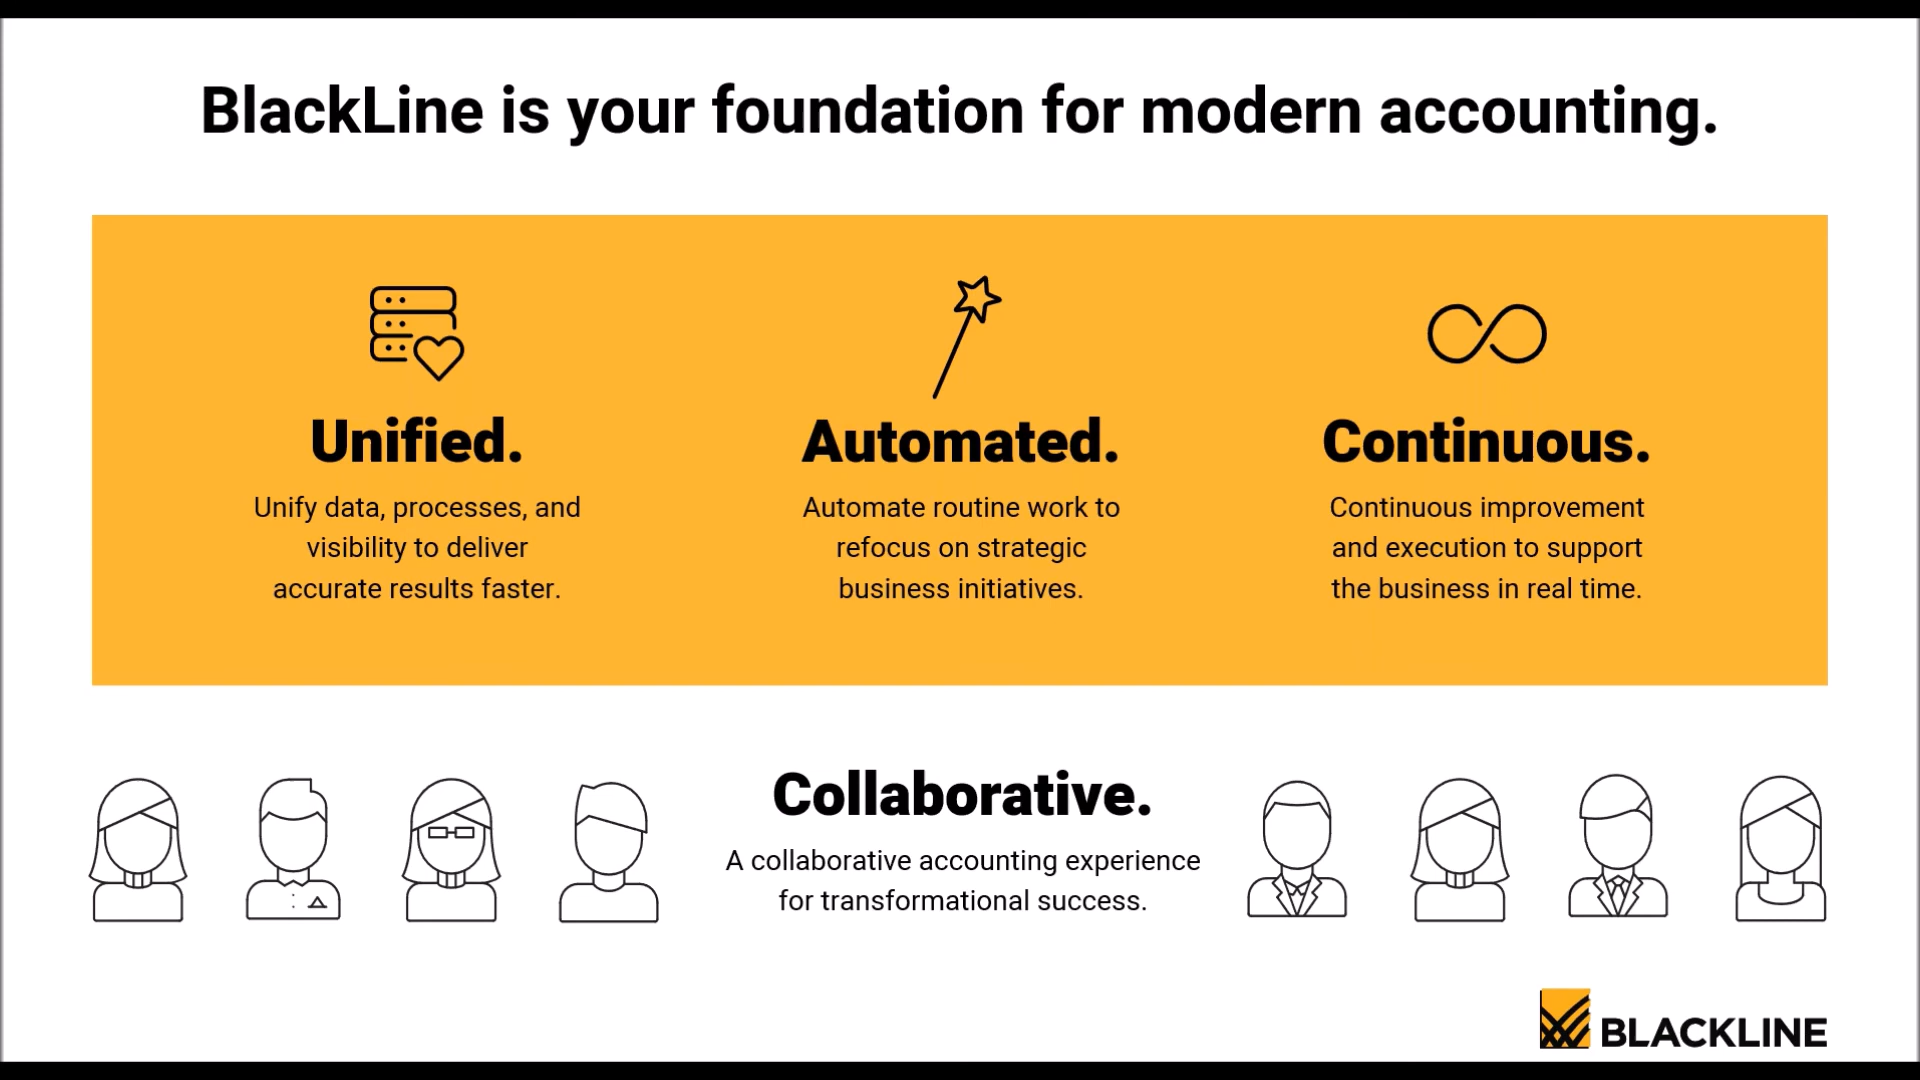 BlackLine is your foundation for modern accounting.
Unified.
Unify data, processes, and
visibility to deliver
accurate results faster.
Automated.
Automate routine work to
refocus on strategic
business initiatives.
Continuous.
Continuous improvement
and execution to support
the business in real time.
Collaborative.
A collaborative accounting experience
for transformational success.
BLACKLINE